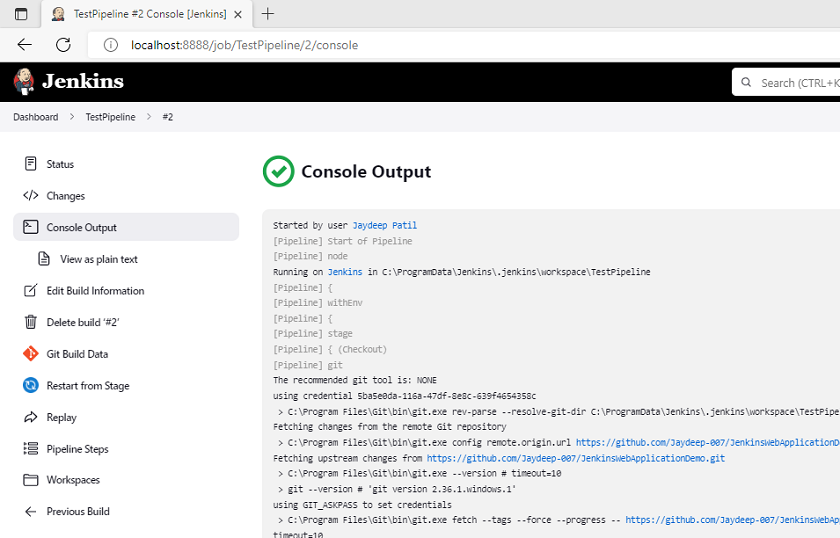 TestPipeline #2 Console [Jenkins]
localhost:8888/job/TestPipeline/2/console
Jenkins
Search (CTRL+K
Dashboard > TestPipeline > #2
Status
Changes
Console Output
View as plain text
Edit Build Information
Delete build '#2'
Git Build Data
Restart from Stage
Replay
Pipeline Steps
Workspaces
Previous Build
Console Output
Started by user Jaydeep Patil
[Pipeline] Start of Pipeline
[Pipeline] node
Running on Jenkins in C:\ProgramData\Jenkins\.jenkins\workspace\TestPipeline
[Pipeline] {
[Pipeline] withEnv
[Pipeline] {
[Pipeline] stage
[Pipeline] { (Checkout)
[Pipeline] git
The recommended git tool is: NONE
using credential 5ba5e0da-116a-47df-8e8c-639f4654358c
> C:\Program Files\Git\bin\git.exe rev-parse --resolve-git-dir C:\ProgramData\Jenkins\.jenkins\workspace\TestPipe
Fetching changes from the remote Git repository
> C:\Program Files\Git\bin\git.exe config remote.origin.url https://github.com/Jaydeep-007/JenkinsWebApplicationD
Fetching upstream changes from https://github.com/Jaydeep-007/JenkinsWebApplicationDemo.git
> C:\Program Files\Git\bin\git.exe --version # timeout=10
> git --version # 'git version 2.36.1.windows.1'
using GIT_ASKPASS to set credentials
> C:\Program Files\Git\bin\git.exe fetch --tags --force --progress -- https://github.com/Jaydeep-007/JenkinsWebAp
timeout=10